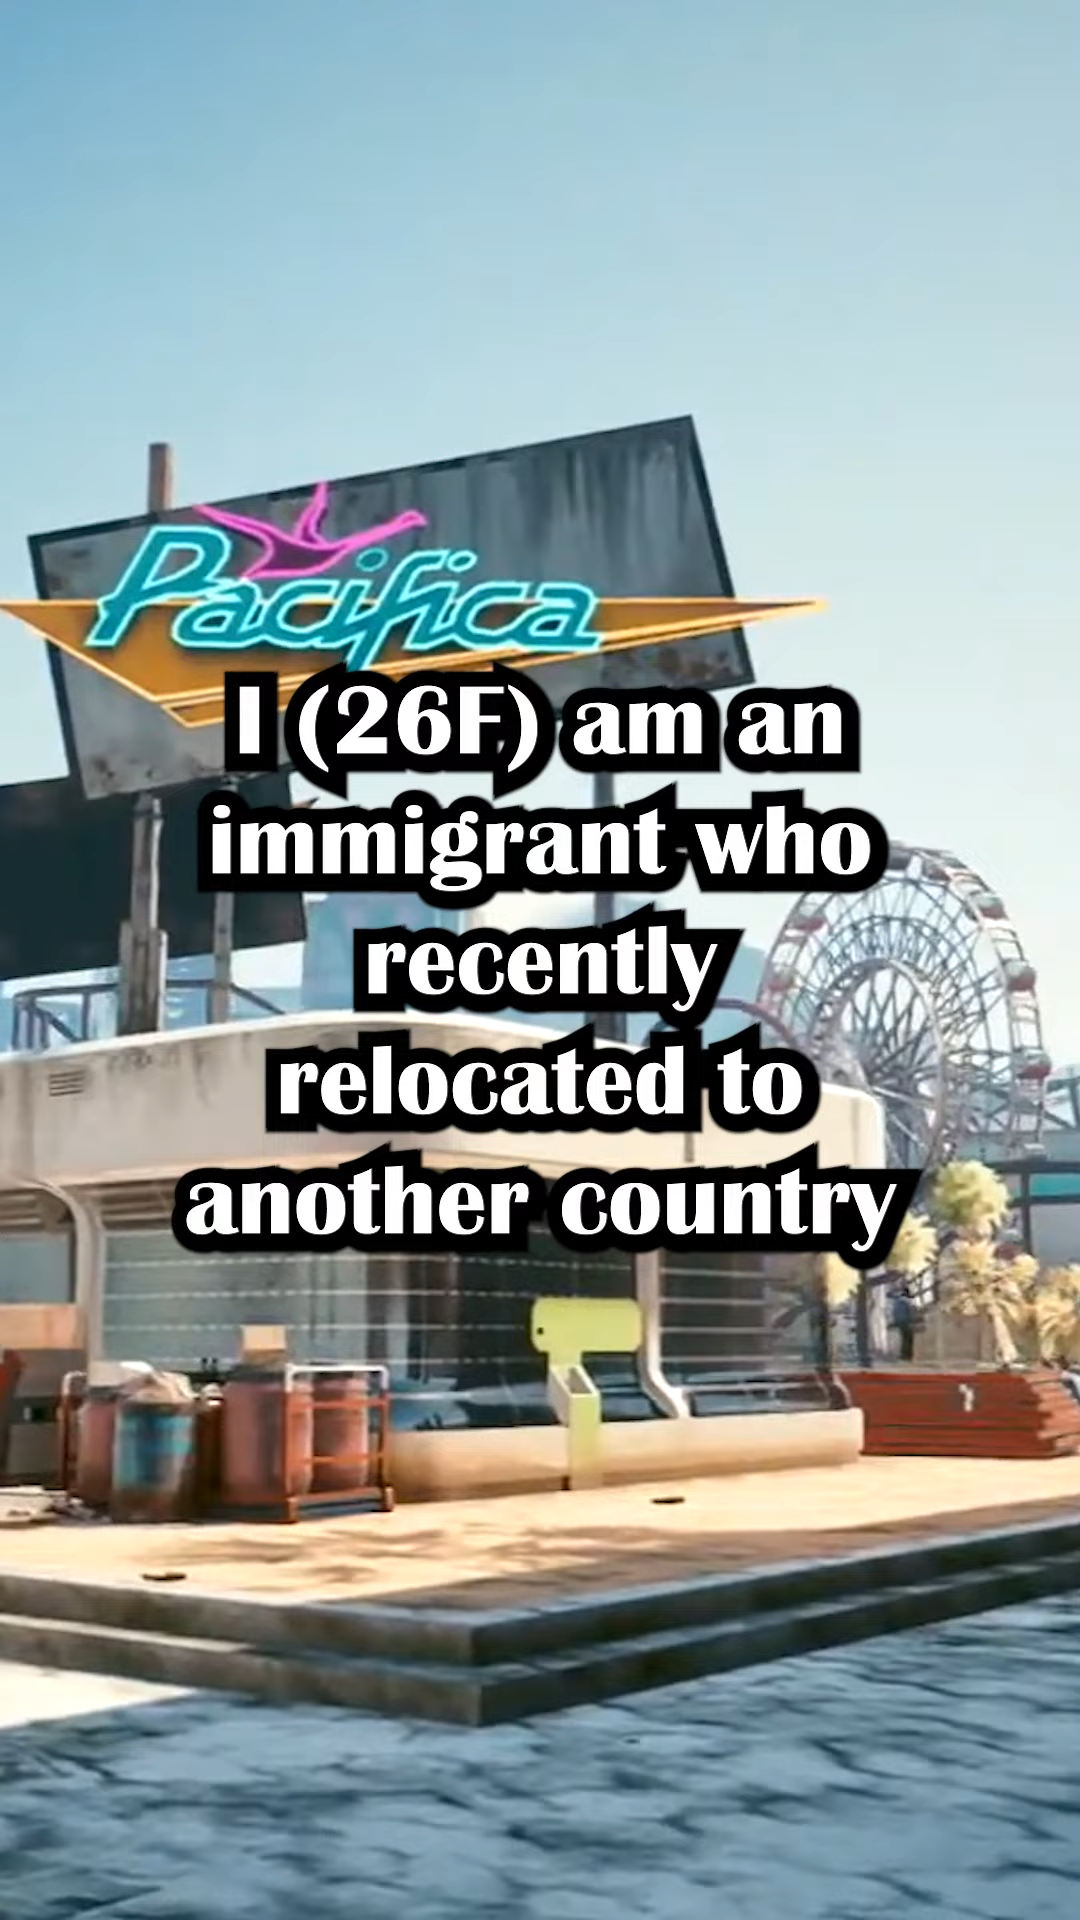 Pacifica
I (26F) am an
immigrant who
recently
relocated to
another country